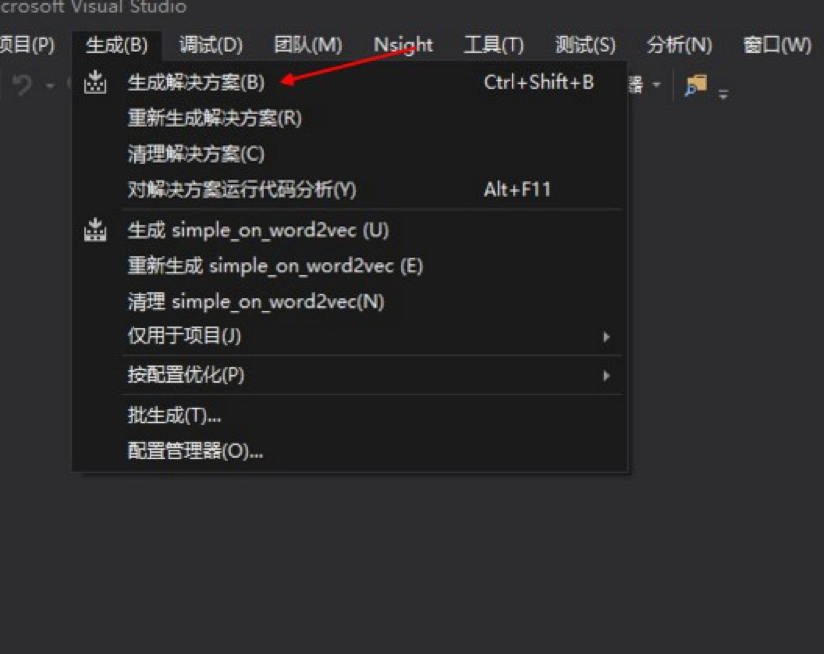 crosoft Visual Studio
项目(P) 生成(B) 调试(D) 团队(M) Nsight 工具(T) 测试(S) 分析(N) 窗口(W)
生成解决方案(B) Ctrl+Shift+B 器
重新生成解决方案(R)
清理解决方案(C)
对解决方案运行代码分析(Y) Alt+F11
生成 simple_on_word2vec (U)
重新生成 simple_on_word2vec (E)
清理 simple_on_word2vec(N)
仅用于项目(J)
按配置优化(P)
批生成(T)...
配置管理器(O)...